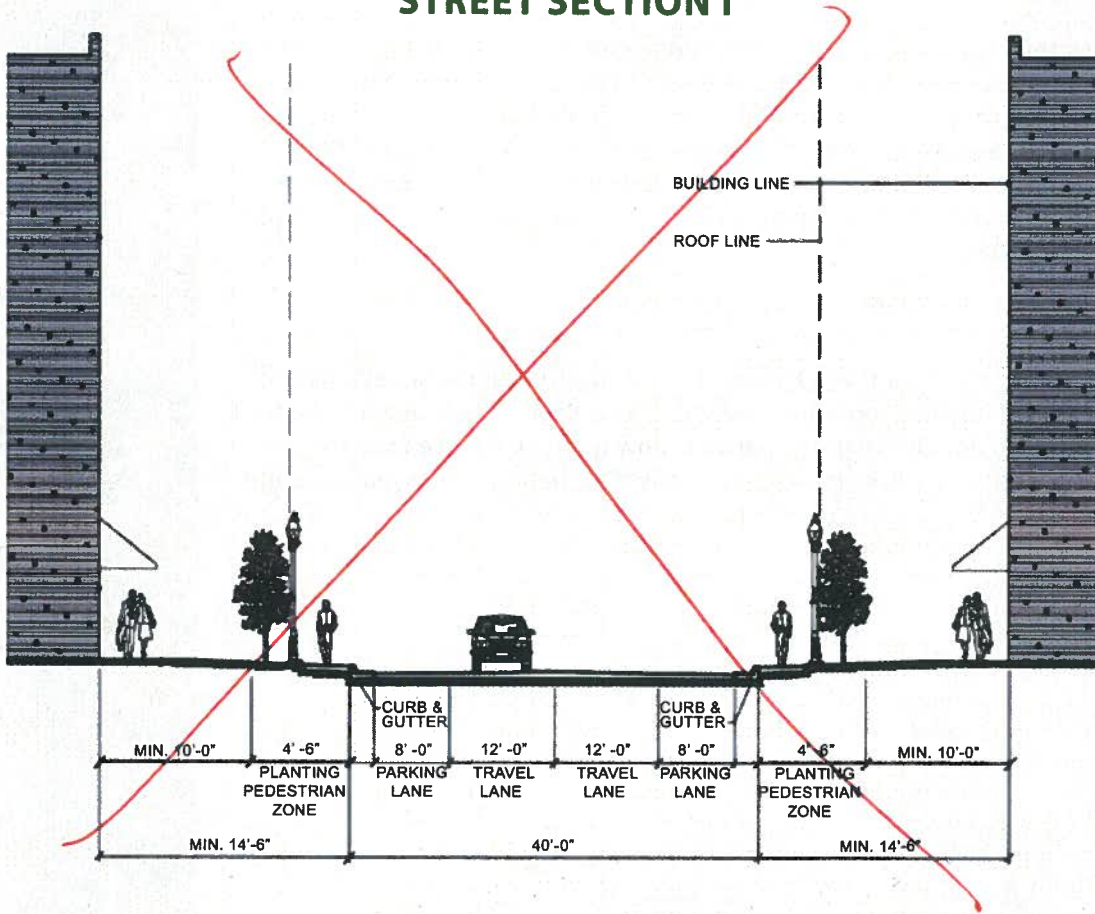 STREET SECTION I
BUILDING LINE
ROOF LINE
CURB &
GUTTER
CURB &
GUTTER
MIN. 10'-0"
4' -6"
8' -0"
12' -0"
12' -0"
8' -0"
4' -6"
MIN. 10'-0"
PLANTING
PEDESTRIAN
ZONE
PARKING
LANE
TRAVEL
LANE
TRAVEL
LANE
PARKING
LANE
PLANTING
PEDESTRIAN
ZONE
MIN. 14'-6"
40'-0"
MIN. 14'-6"